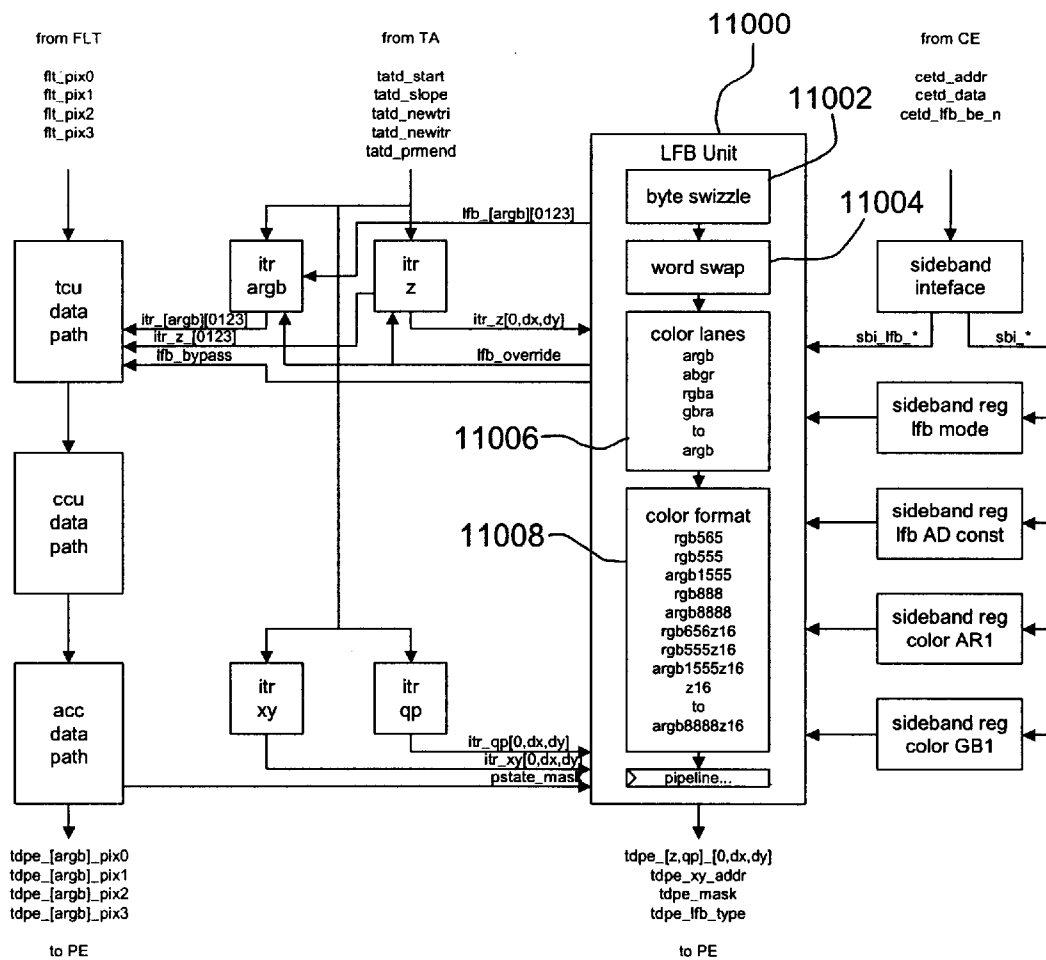 from FLT
flt_pix0
flt_pix1
flt_pix2
flt_pix3
from TA
tatd_start
tatd_slope
tatd_newtri
tatd_newitr
tatd_prmend
11000
11002
11004
from CE
cetd_addr
cetd_data
cetd_lfb_be_n
LFB Unit
byte swizzle
word swap
color lanes
argb
abgr
rgba
gbra
to
argb
11006
color format
rgb565
rgb555
argb1555
rgb888
argb8888
rgb656z16
rgb555z16
argb1555z16
z16
to
argb8888z16
11008
pipeline...
tcu
data
path
itr
argb
itr
z
lfb_[argb][0123]
itr_[argb][0123]
itr_z_[0123]
lfb_bypass
itr_z[0,dx,dy]
lfb_override
sideband
inteface
sbi_lfb_*
sbi_*
sideband reg
lfb mode
ccu
data
path
sideband reg
lfb AD const
acc
data
path
itr
xy
itr
qp
itr_qp[0,dx,dy]
itr_xy[0,dx,dy]
pstate_mask
sideband reg
color AR1
sideband reg
color GB1
tdpe_[argb]_pix0
tdpe_[argb]_pix1
tdpe_[argb]_pix2
tdpe_[argb]_pix3
to PE
tdpe_[z,qp]_[0,dx,dy]
tdpe_xy_addr
tdpe_mask
tdpe_lfb_type
to PE